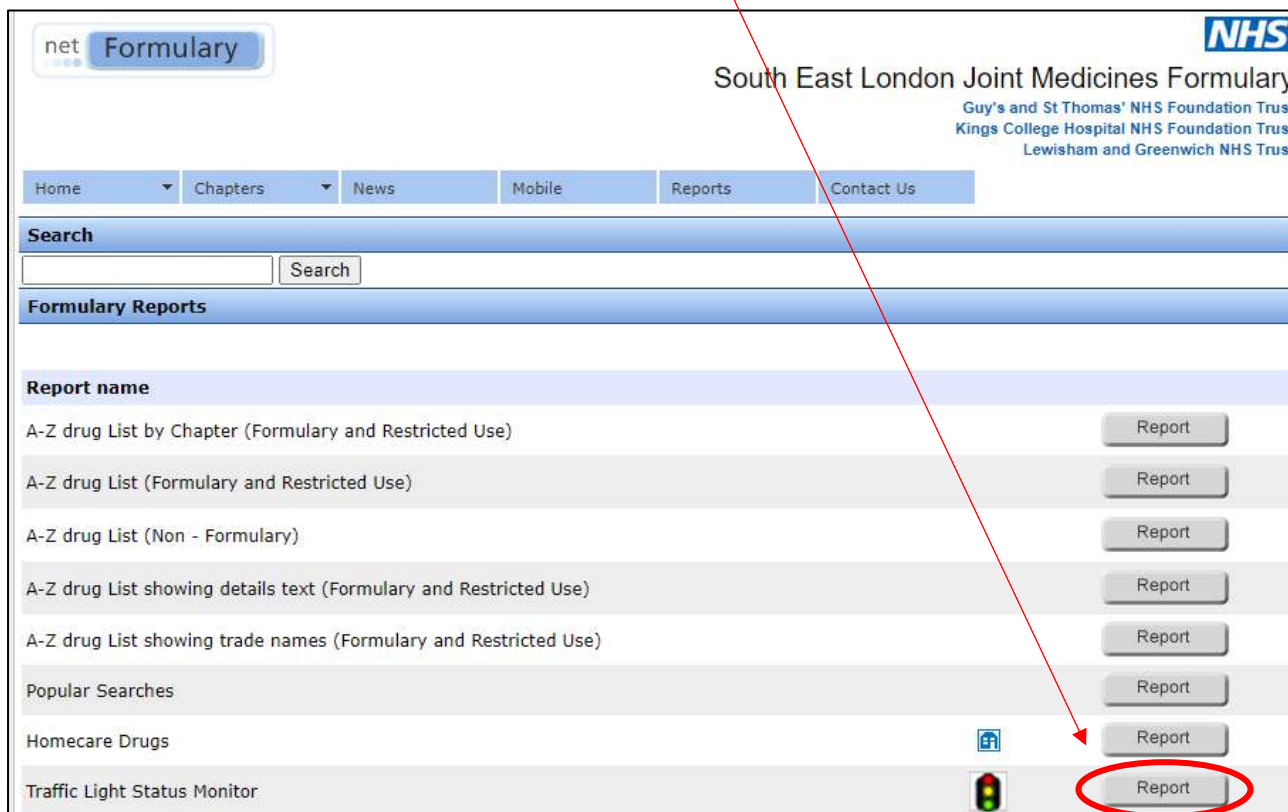 net Formulary
NHS
South East London Joint Medicines Formulary
Guy's and St Thomas' NHS Foundation Trus
Kings College Hospital NHS Foundation Trus
Lewisham and Greenwich NHS Trus
Home Chapters News Mobile Reports Contact Us
Search
Search
Formulary Reports
Report name
A-Z drug List by Chapter (Formulary and Restricted Use) Report
A-Z drug List (Formulary and Restricted Use) Report
A-Z drug List (Non - Formulary) Report
A-Z drug List showing details text (Formulary and Restricted Use) Report
A-Z drug List showing trade names (Formulary and Restricted Use) Report
Popular Searches Report
Homecare Drugs Report
Traffic Light Status Monitor Report